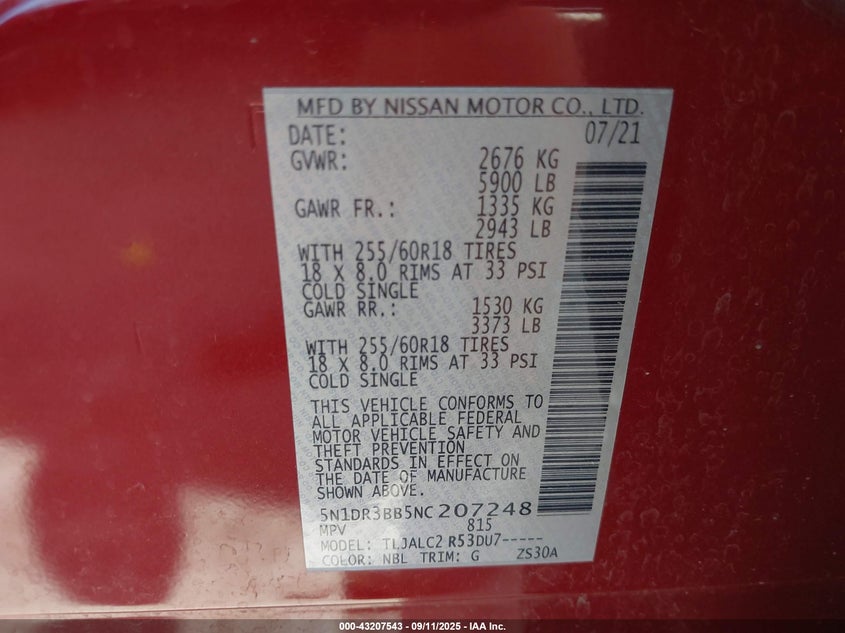 MFD BY NISSAN MOTOR CO., LTD.
DATE: 07/21
GVWR: 2676 KG
5900 LB
GAWR FR.: 1335 KG
2943 LB
WITH 255/60R18 TIRES
18 X 8.0 RIMS AT 33 PSI
COLD SINGLE
GAWR RR.: 1530 KG
3373 LB
WITH 255/60R18 TIRES
18 X 8.0 RIMS AT 33 PSI
COLD SINGLE
THIS VEHICLE CONFORMS TO
ALL APPLICABLE FEDERAL
MOTOR VEHICLE SAFETY AND
THEFT PREVENTION
STANDARDS IN EFFECT ON
THE DATE OF MANUFACTURE
SHOWN ABOVE.
5N1DR3BB5NC207248
MPV 815
MODEL: TLJALC2 R53DU7-----
COLOR: NBL TRIM: G ZS30A
000-43207543 - 09/11/2025 - IAA Inc.